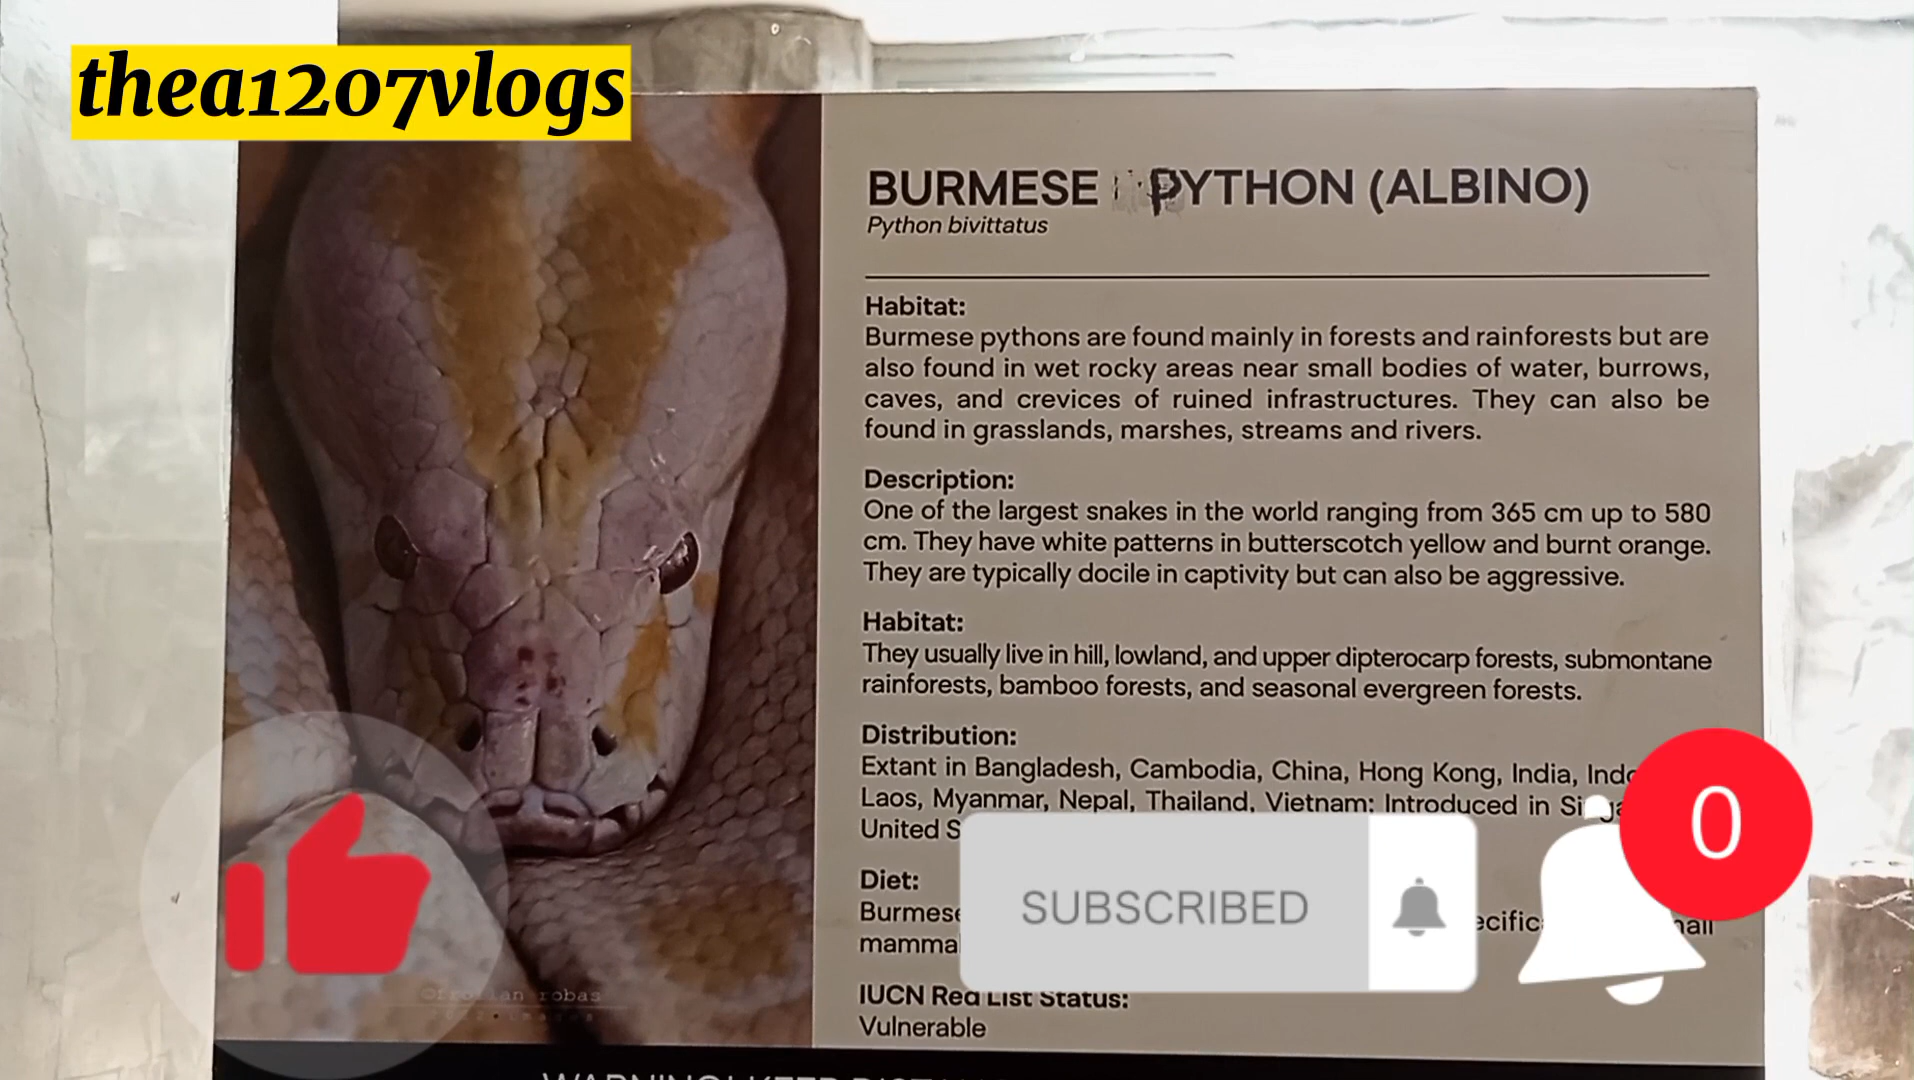 thea1207vlogs
BURMESE PYTHON (ALBINO)
Python bivittatus
Habitat:
Burmese pythons are found mainly in forests and rainforests but are
also found in wet rocky areas near small bodies of water, burrows,
caves, and crevices of ruined infrastructures. They can also be
found in grasslands, marshes, streams and rivers.
Description:
One of the largest snakes in the world ranging from 365 cm up to 580
cm. They have white patterns in butterscotch yellow and burnt orange.
They are typically docile in captivity but can also be aggressive.
Habitat:
They usually live in hill, lowland, and upper dipterocarp forests, submontane
rainforests, bamboo forests, and seasonal evergreen forests.
Distribution:
Extant in Bangladesh, Cambodia, China, Hong Kong, India,
Laos, Myanmar, Nepal, Thailand, Vietnam: Introduced in
United
Diet:
SUBSCRIBED
0
IUCN Red List Status:
Vulnerable
robas